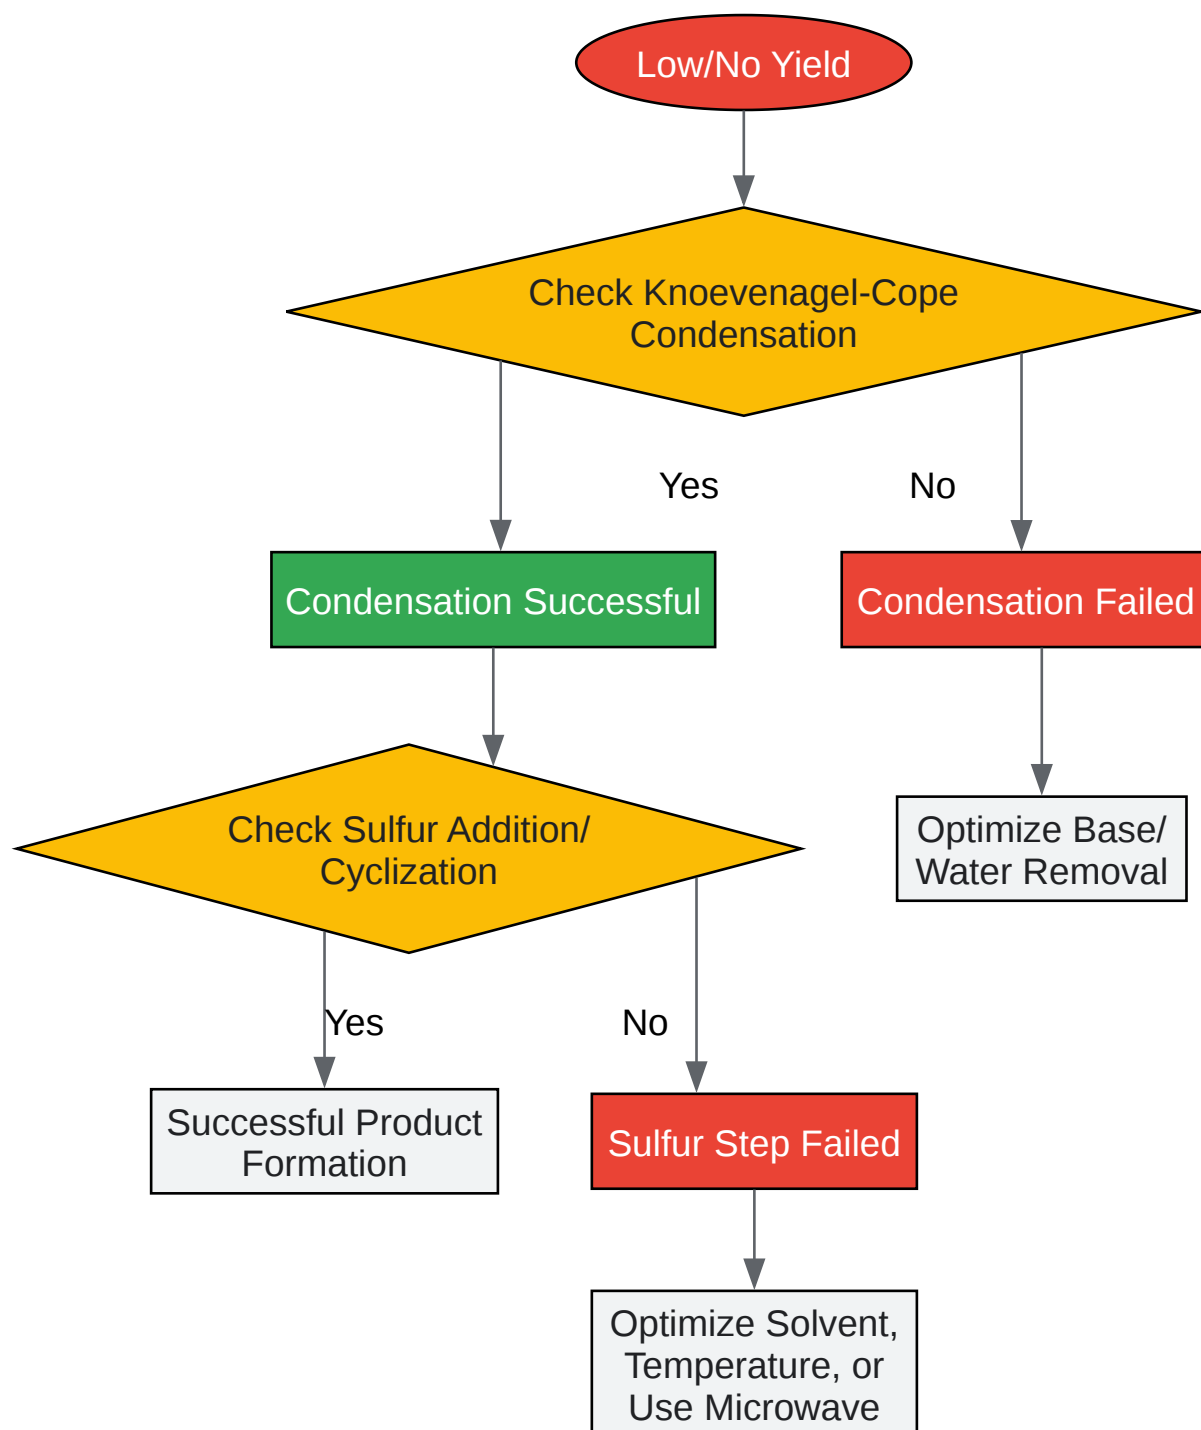 Low/No Yield
Check Knoevenagel-Cope
Condensation
Yes
No
Condensation Successful
Condensation Failed
Check Sulfur Addition/
Cyclization
Optimize Base/
Water Removal
Yes
No
Successful Product
Formation
Sulfur Step Failed
Optimize Solvent,
Temperature, or
Use Microwave